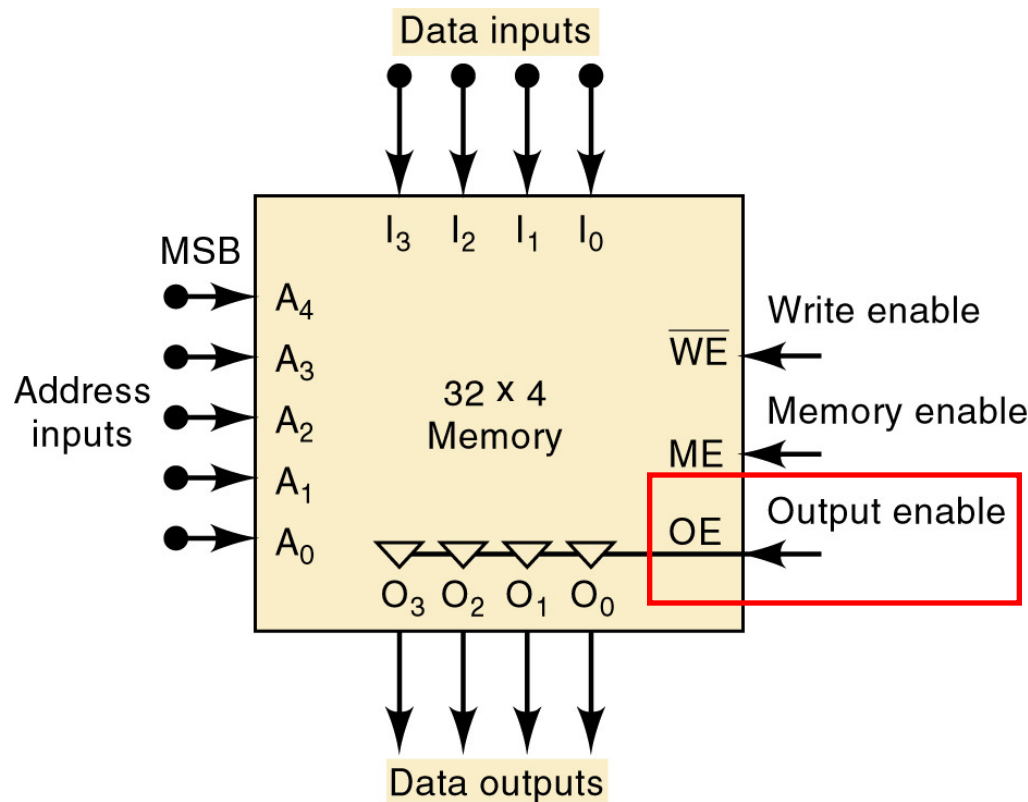 Data inputs
I₃ I₂ I₁ I₀
MSB
A₄
A₃
A₂
A₁
A₀
Address
inputs
32 x 4
Memory
W̅E̅
Write enable
ME
Memory enable
OE
Output enable
O₃ O₂ O₁ O₀
Data outputs